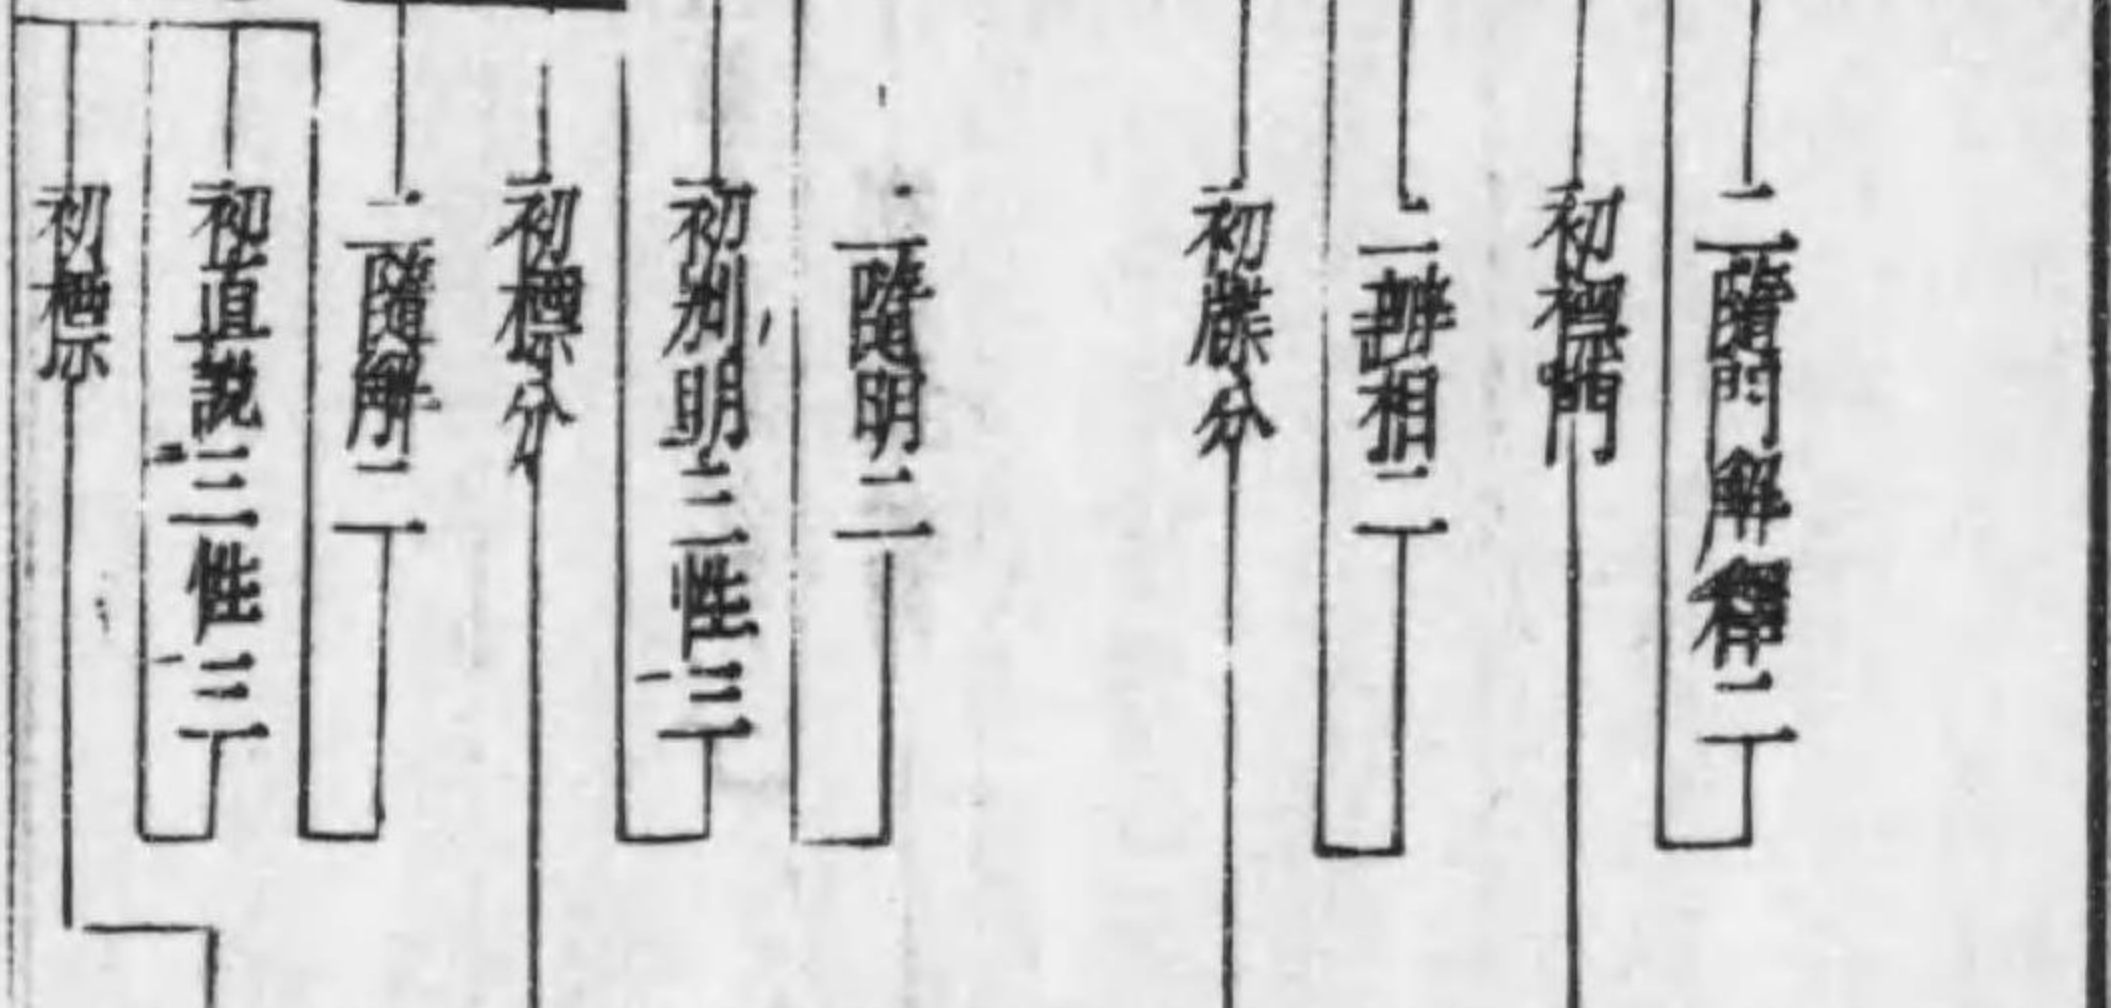 二隨門解釋二
初標門
二辨相二
初牒分
二隨明二
初別明三性三
初標分
二隨解二
初直說三性三
初標